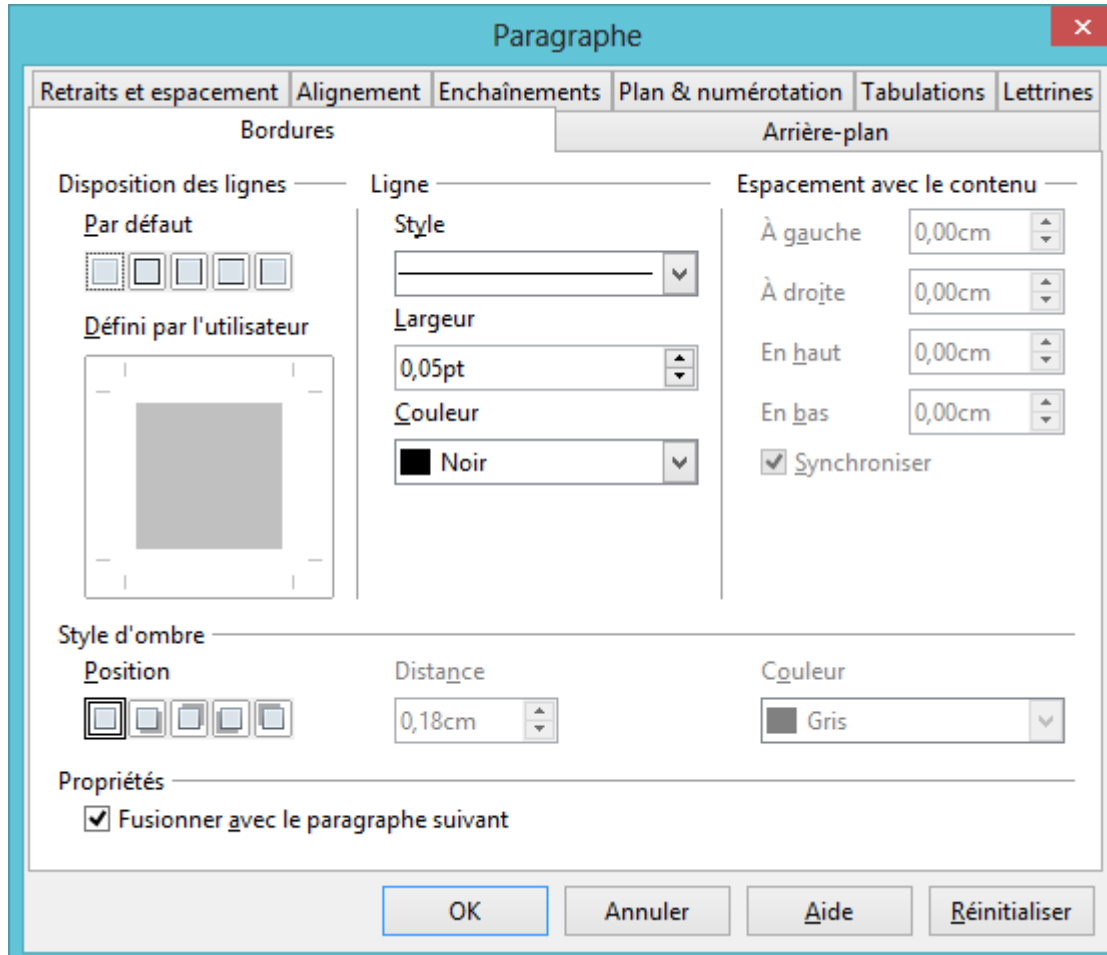 Paragraphe
Retraits et espacement Alignement Enchaînements Plan & numérotation Tabulations Lettrines
Bordures Arrière-plan
Disposition des lignes Ligne Espacement avec le contenu
Par défaut Style À gauche 0,00cm
À droite 0,00cm
Défini par l'utilisateur Largeur
0,05pt En haut 0,00cm
Couleur En bas 0,00cm
Noir Synchroniser
Style d'ombre
Position Distance Couleur
0,18cm Gris
Propriétés
Fusionner avec le paragraphe suivant
OK Annuler Aide Réinitialiser